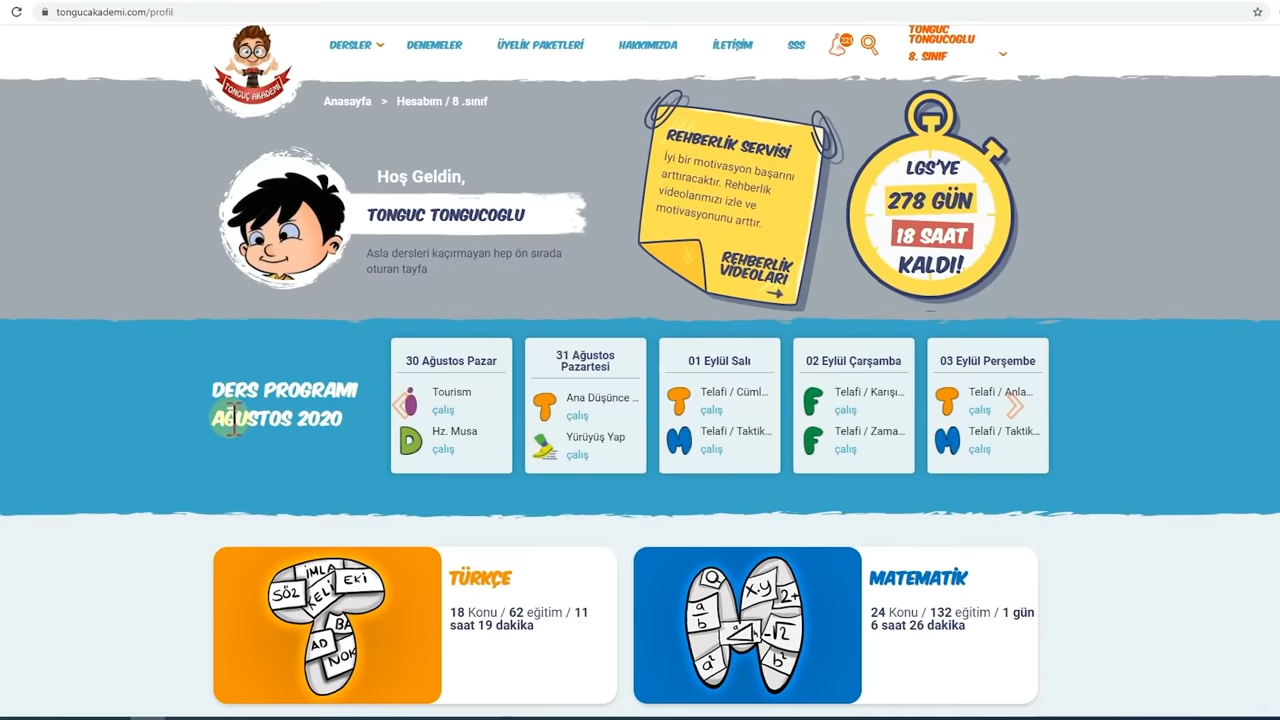 tongucakademi.com/profil
DERSLER
DENEMELER
ÜYELİK PAKETLERİ
HAKKIMIZDA
İLETİŞİM
SSS
223
TONGUC
TONGUCOGLU
8. SINIF
TONGUÇ AKADEMİ
Anasayfa > Hesabım / 8 .sınıf
Hoş Geldin,
TONGUC TONGUCOGLU
Asla dersleri kaçırmayan hep ön sırada
oturan tayfa
REHBERLİK SERVİSİ
İyi bir motivasyon başarını
arttıracaktır. Rehberlik
videolarımızı izle ve
motivasyonunu arttır.
REHBERLİK
VİDEOLARI
LGS'YE
278 GÜN
18 SAAT
KALDI!
DERS PROGRAMI
AĞUSTOS 2020
30 Ağustos Pazar
Tourism
çalış
Hz. Musa
çalış
31 Ağustos
Pazartesi
Ana Düşünce ...
çalış
Yürüyüş Yap
çalış
01 Eylül Salı
Telafi / Cüml...
çalış
Telafi / Taktik...
çalış
02 Eylül Çarşamba
Telafi / Karışı...
çalış
Telafi / Zama...
çalış
03 Eylül Perşembe
Telafi / Anla...
çalış
Telafi / Taktik...
çalış
İMLA
SÖZ
KELİ
EKİ
BA
AD
NOK
TÜRKÇE
18 Konu / 62 eğitim / 11
saat 19 dakika
a/b
x.y
2+
-√2
a²
b²
MATEMATİK
24 Konu / 132 eğitim / 1 gün
6 saat 26 dakika